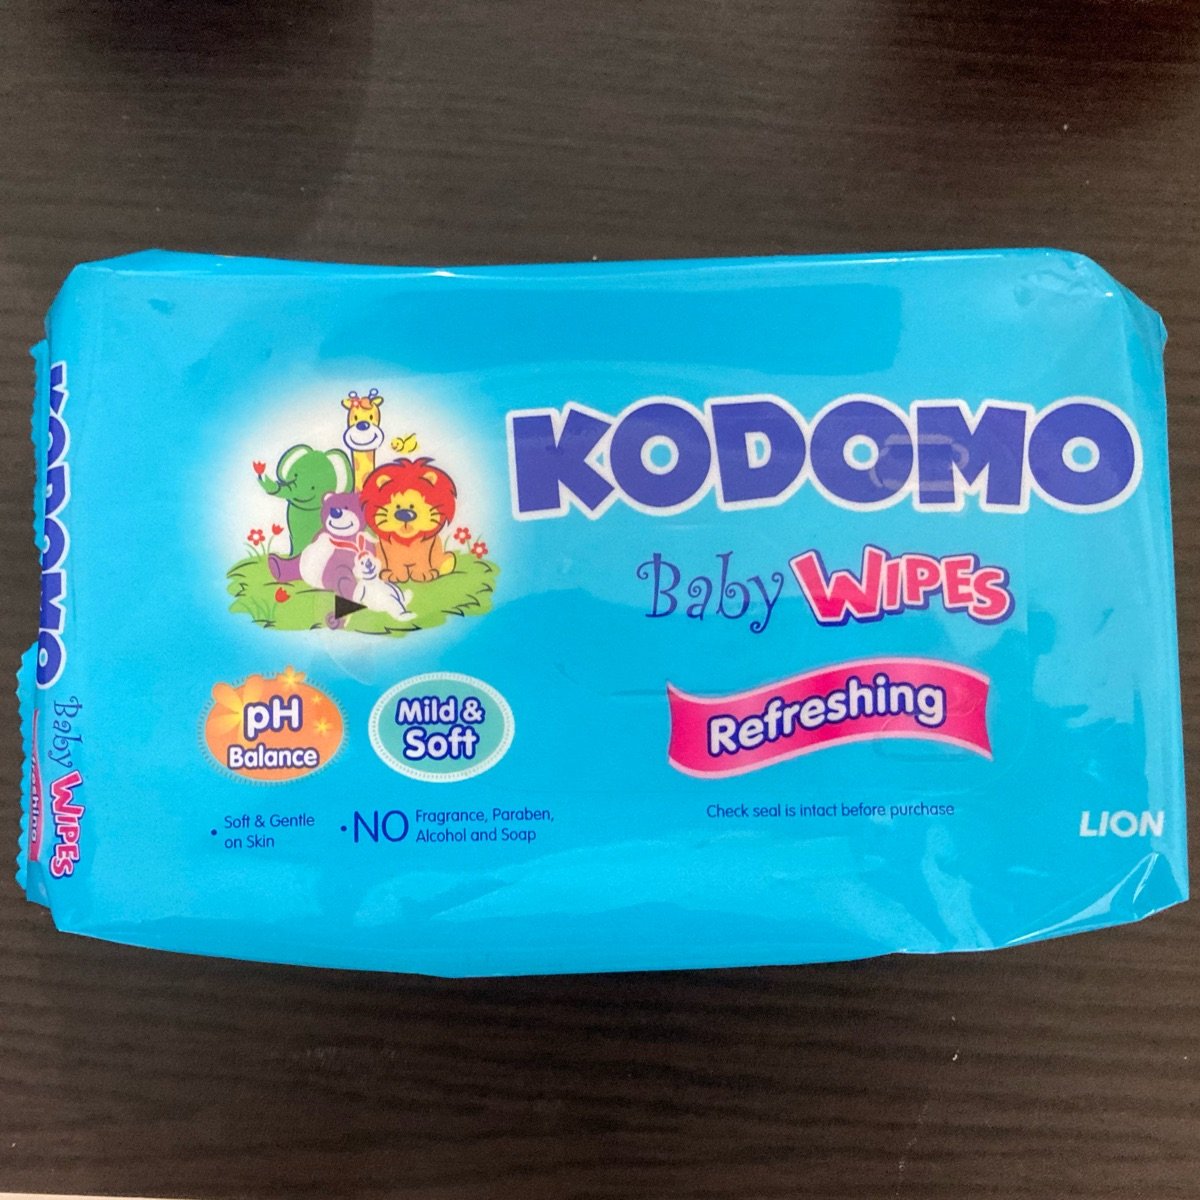 KODOMO
Baby WIPES
Refreshing
pH
Balance
Mild &
Soft
• Soft & Gentle
on Skin
• NO Fragrance, Paraben,
Alcohol and Soap
Check seal is intact before purchase
LION
KODOMO
Baby WIPES